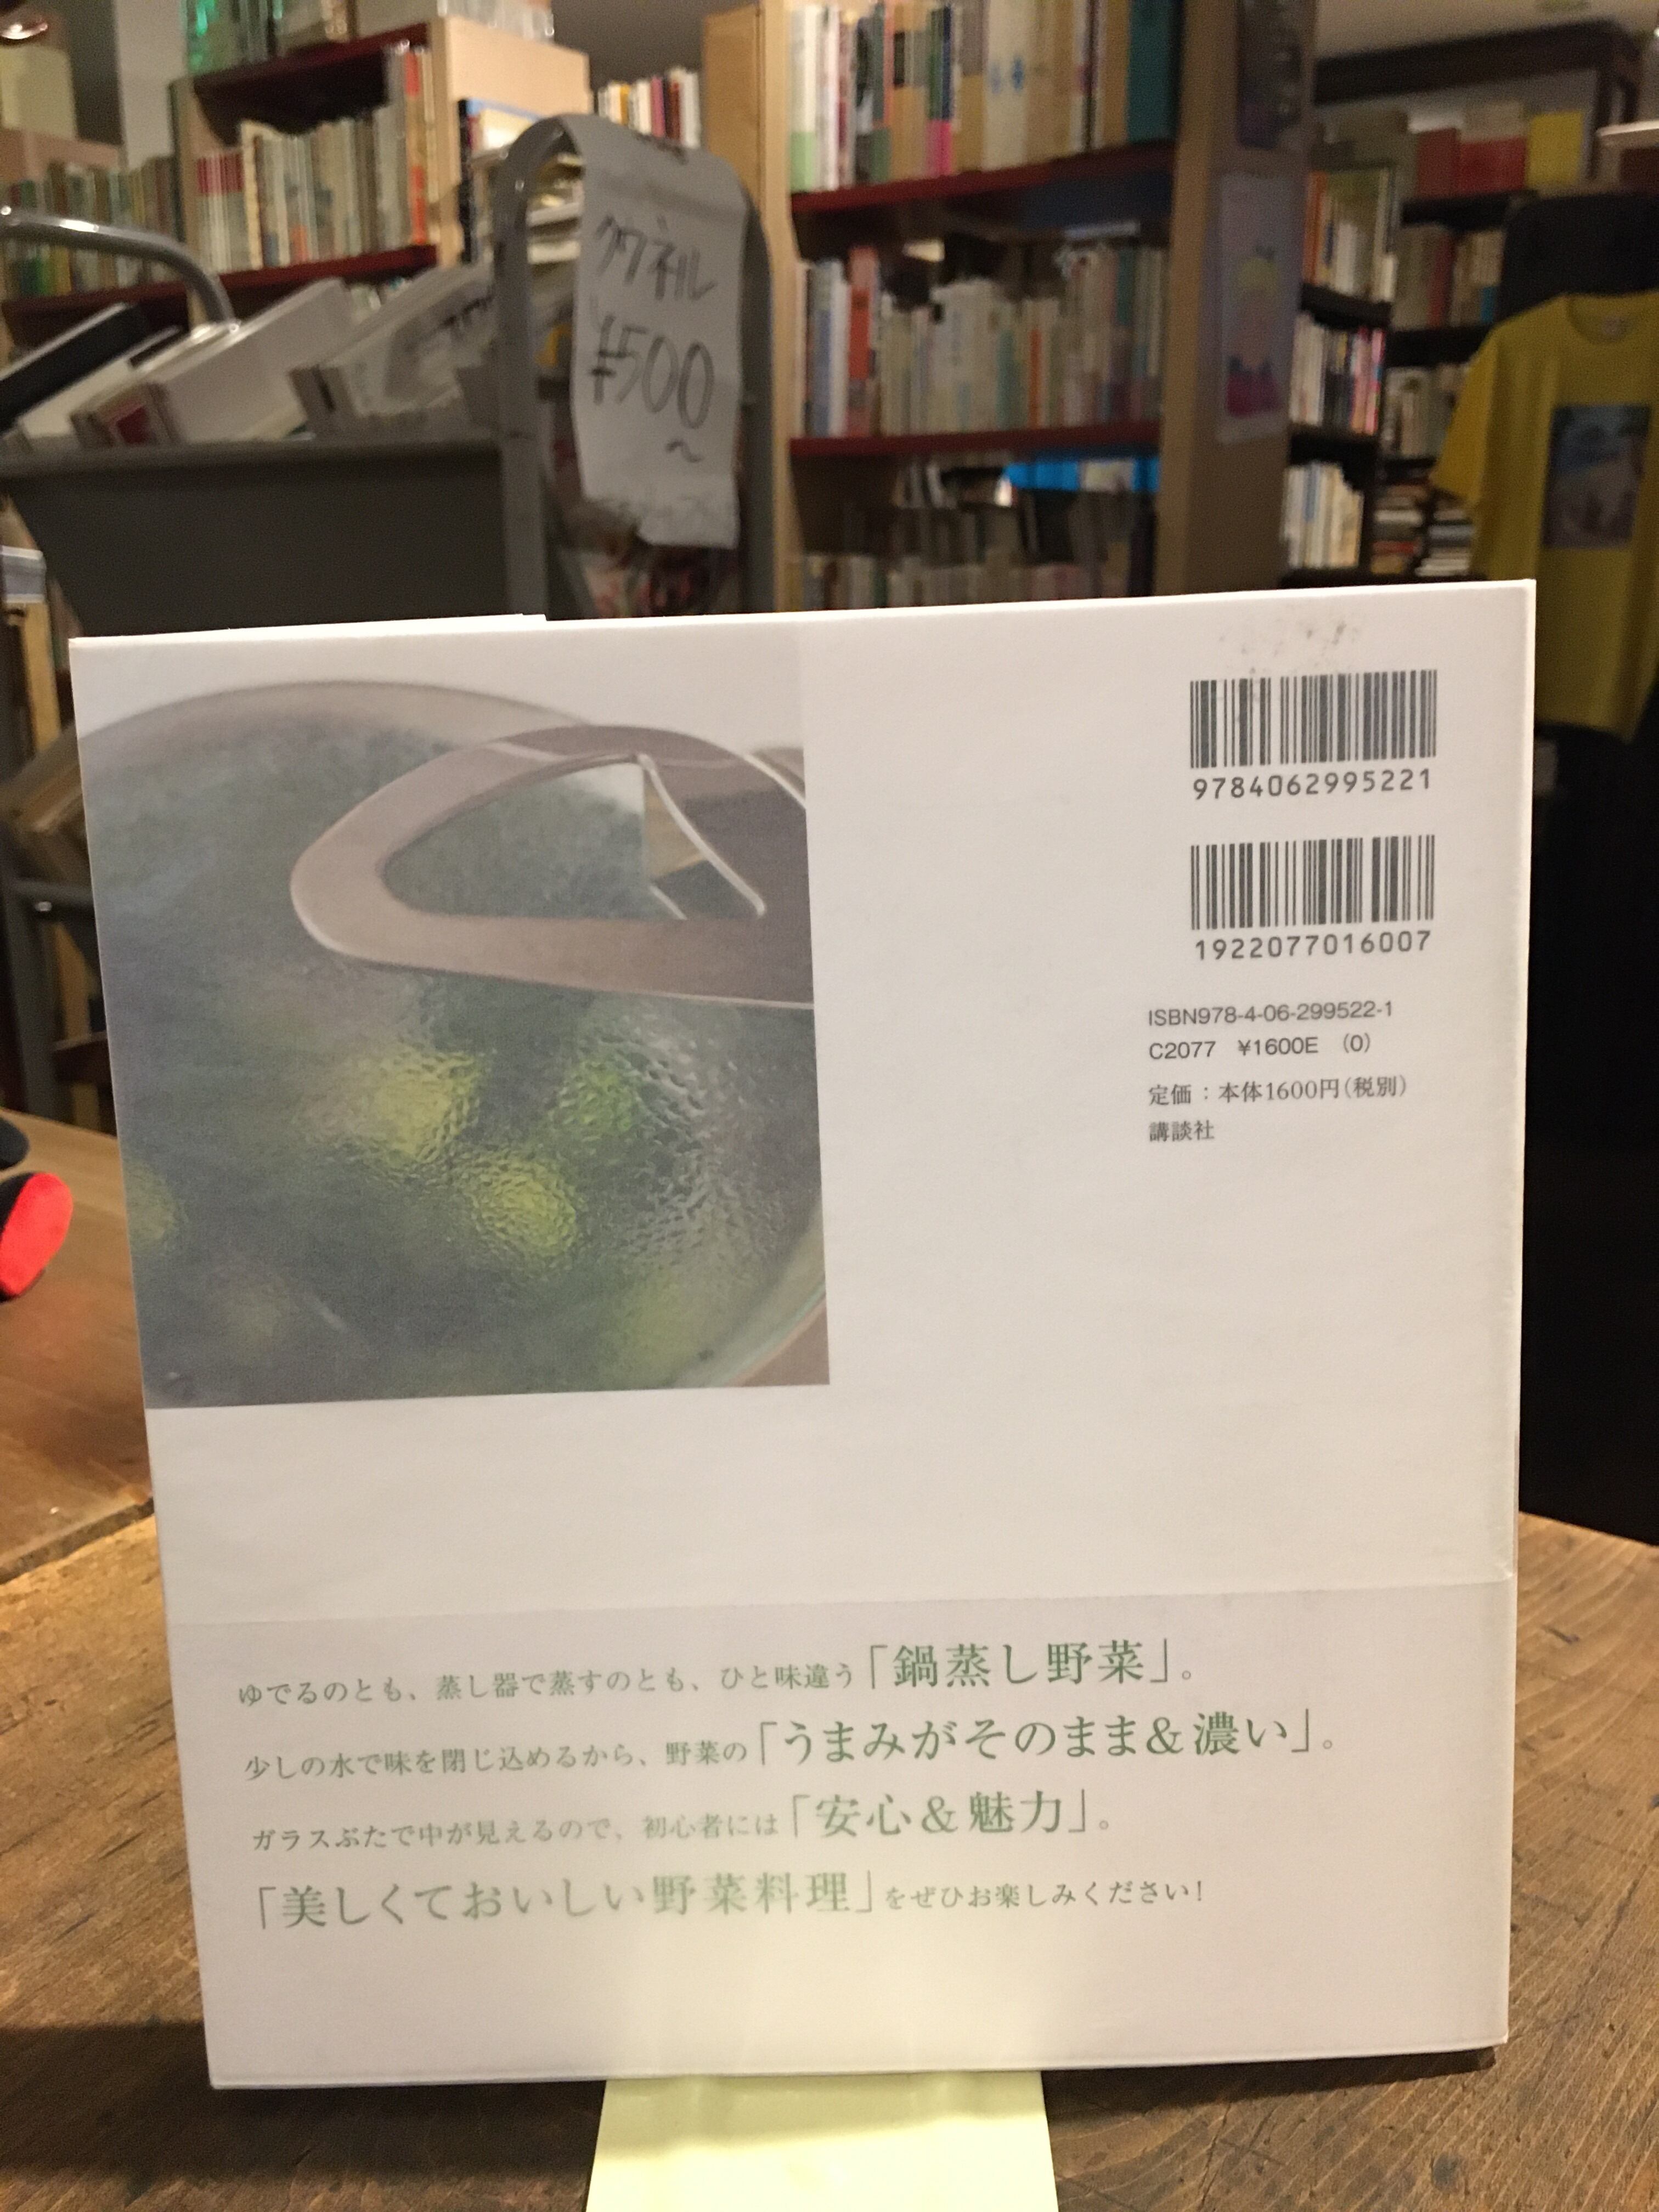 クウネル
¥500
～
9784062995221
1922077016007
ISBN978-4-06-299522-1
C2077 ¥1600E (0)
定価：本体1600円（税別）
講談社
ゆでるのとも、蒸し器で蒸すのとも、ひと味違う「鍋蒸し野菜」。
少しの水で味を閉じ込めるから、野菜の「うまみがそのまま&濃い」。
ガラスぶたで中が見えるので、初心者には「安心&魅力」。
「美しくておいしい野菜料理」をぜひお楽しみください！